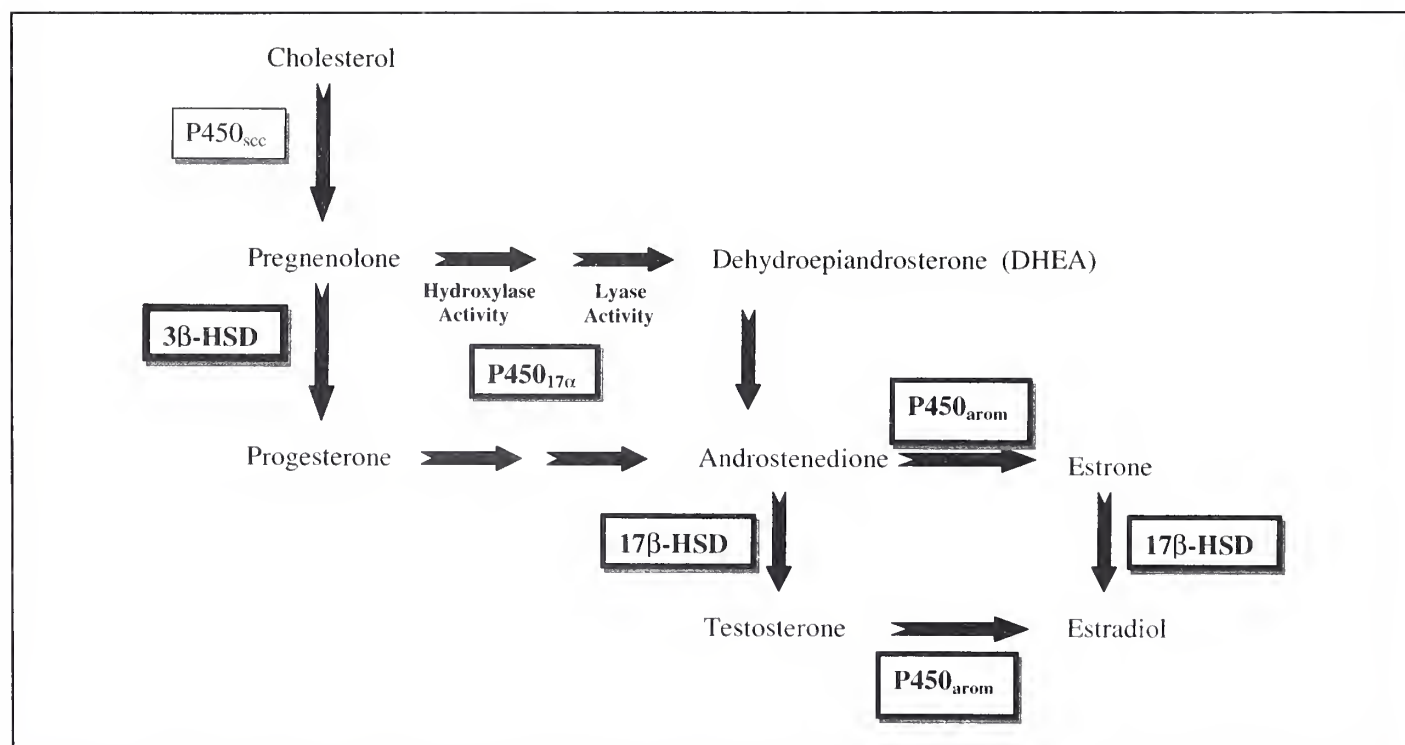 Cholesterol
P450scc
Pregnenolone
Hydroxylase
Activity
Lyase
Activity
Dehydroepiandrosterone (DHEA)
3β-HSD
P45017α
P450arom
Progesterone
Androstenedione
Estrone
17β-HSD
17β-HSD
Testosterone
Estradiol
P450arom